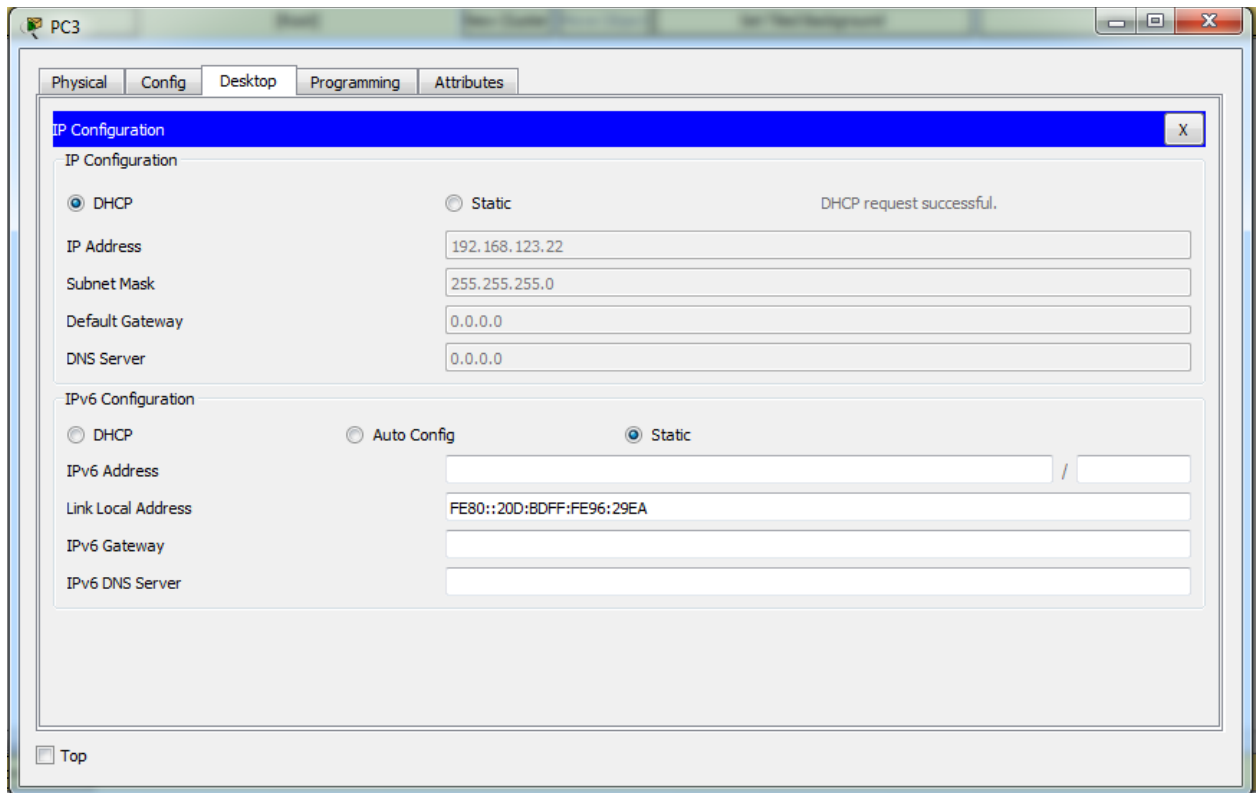 PC3
Physical Config Desktop Programming Attributes
IP Configuration X
IP Configuration
DHCP Static DHCP request successful.
IP Address 192.168.123.22
Subnet Mask 255.255.255.0
Default Gateway 0.0.0.0
DNS Server 0.0.0.0
IPv6 Configuration
DHCP Auto Config Static
IPv6 Address /
Link Local Address FE80::20D:BDFF:FE96:29EA
IPv6 Gateway
IPv6 DNS Server
Top